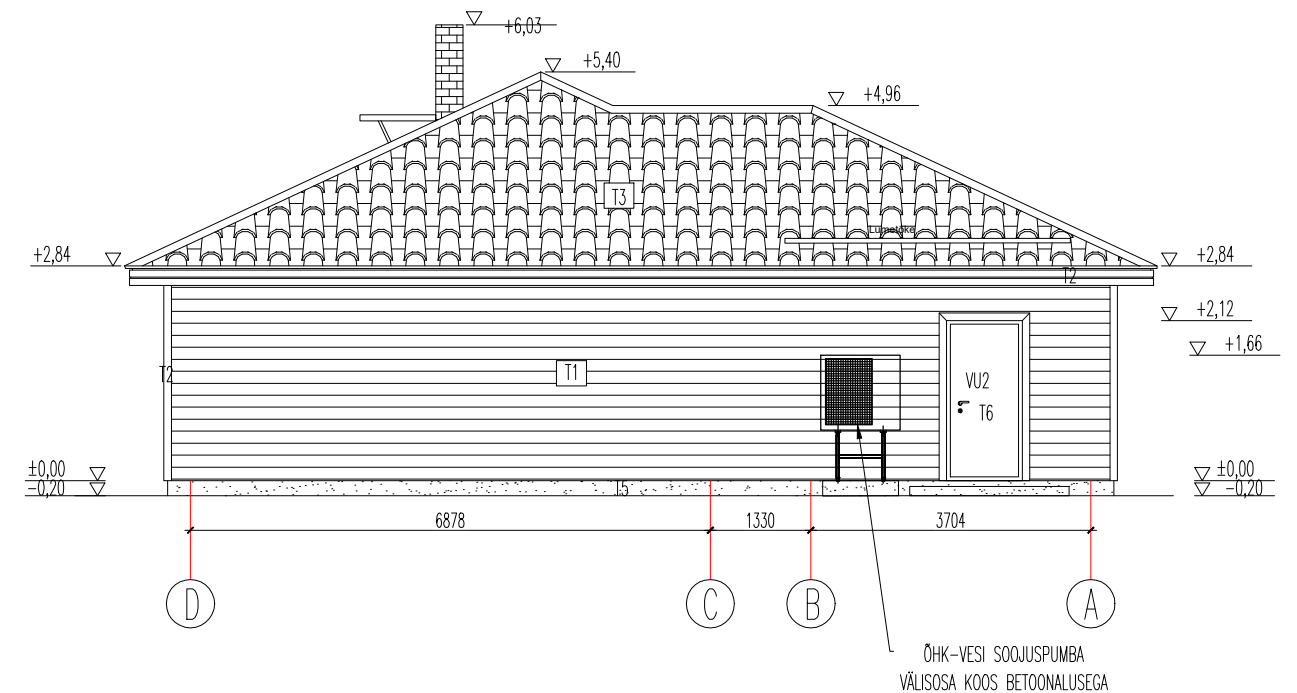 +6,03
+5,40
+4,96
T3
Lumetõke
+2,84
+2,84
T2
+2,12
+1,66
T2
T1
VU2
T6
±0,00
-0,20
±0,00
-0,20
6878
1330
3704
D
C
B
A
ÕHK-VESI SOOJUSPUMBA
VÄLISOSA KOOS BETOONALUSEGA